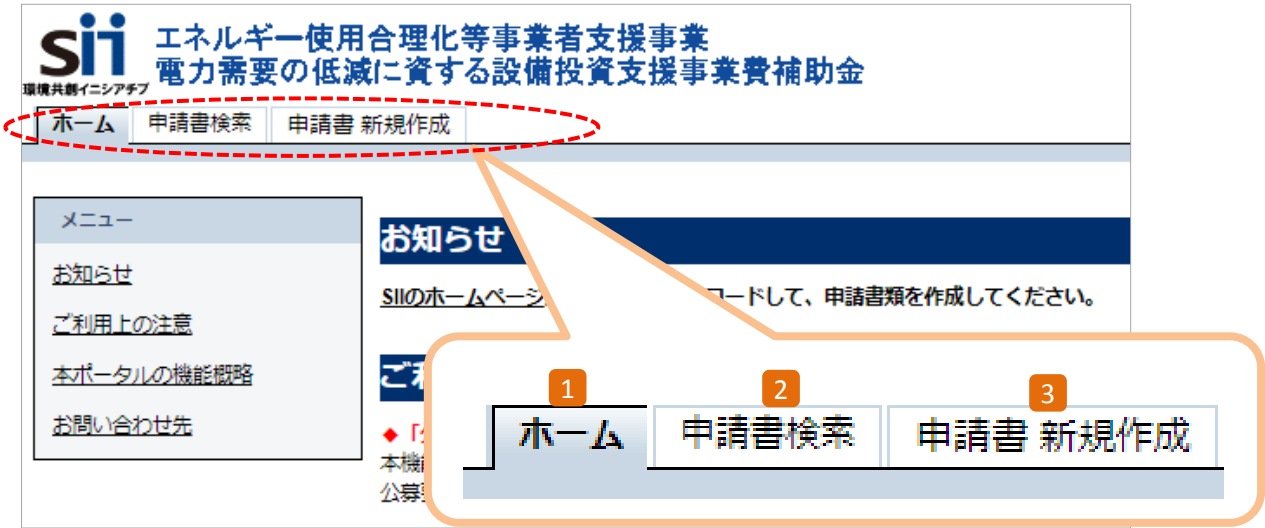 sii
環境共創イニシアチブ
エネルギー使用合理化等事業者支援事業
電力需要の低減に資する設備投資支援事業費補助金
ホーム
申請書検索
申請書 新規作成
メニュー
お知らせ
ご利用上の注意
本ポータルの機能概略
お問い合わせ先
お知らせ
SIIのホームページ
ードして、申請書類を作成してください。
ご利
◆「
本機
公募
1
2
3
ホーム
申請書検索
申請書 新規作成